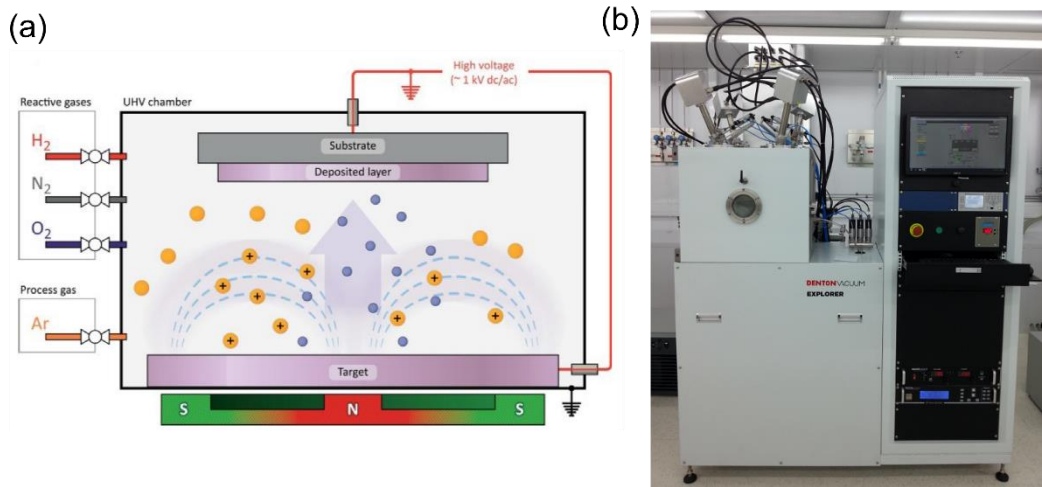 (a)
(b)
High voltage
(~ 1 kV dc/ac)
Reactive gases
UHV chamber
H2
N2
O2
Substrate
Deposited layer
Process gas
Ar
+ + + + + + + +
Target
S N S
DENTON VACUUM
EXPLORER